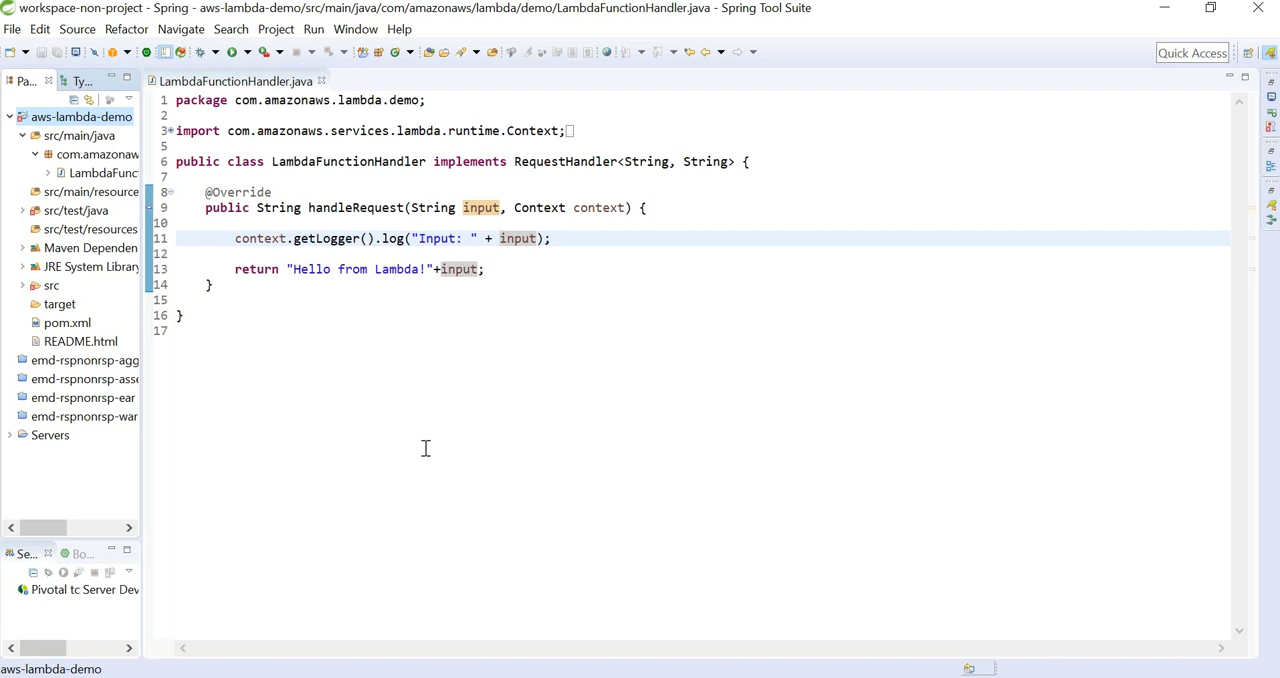 workspace-non-project - Spring - aws-lambda-demo/src/main/java/com/amazonaws/lambda/demo/LambdaFunctionHandler.java - Spring Tool Suite
File Edit Source Refactor Navigate Search Project Run Window Help
Quick Access
Pa... Ty...
LambdaFunctionHandler.java
aws-lambda-demo
src/main/java
com.amazonaw
LambdaFunc
src/main/resource
src/test/java
src/test/resources
Maven Dependen
JRE System Library
src
target
pom.xml
README.html
emd-rspnonrsp-agg
emd-rspnonrsp-asse
emd-rspnonrsp-ear
emd-rspnonrsp-war
Servers
1 package com.amazonaws.lambda.demo;
2
3 import com.amazonaws.services.lambda.runtime.Context;
5
6 public class LambdaFunctionHandler implements RequestHandler<String, String> {
7
8 @Override
9 public String handleRequest(String input, Context context) {
10
11 context.getLogger().log("Input: " + input);
12
13 return "Hello from Lambda!"+input;
14 }
15
16 }
17
Se... Bo...
Pivotal tc Server Dev
aws-lambda-demo